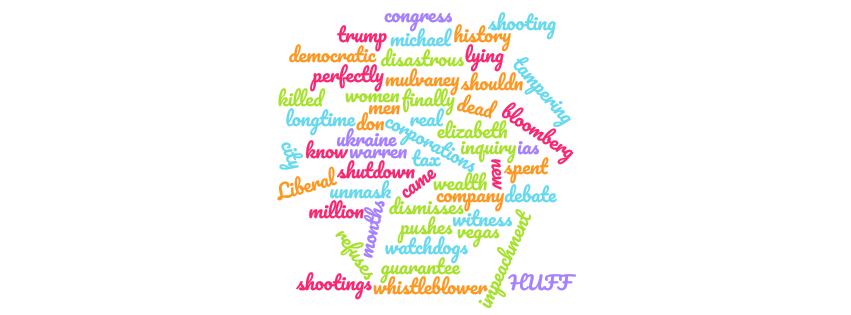 congress
shooting
trump
michael
history
democratic
disastrous
lying
perfectly
mulvaney
shouldn
tampering
killed
women
finally
men
dead
bloomberg
longtime
don
corporations
real
elizabeth
ukraine
city
know
warren
tax
inquiry
ias
shutdown
came
new
spent
Liberal
unmask
wealth
company
debate
million
months
dismisses
witness
pushes
vegas
impeachment
refuses
watchdogs
guarantee
shootings
whistleblower
HUFF